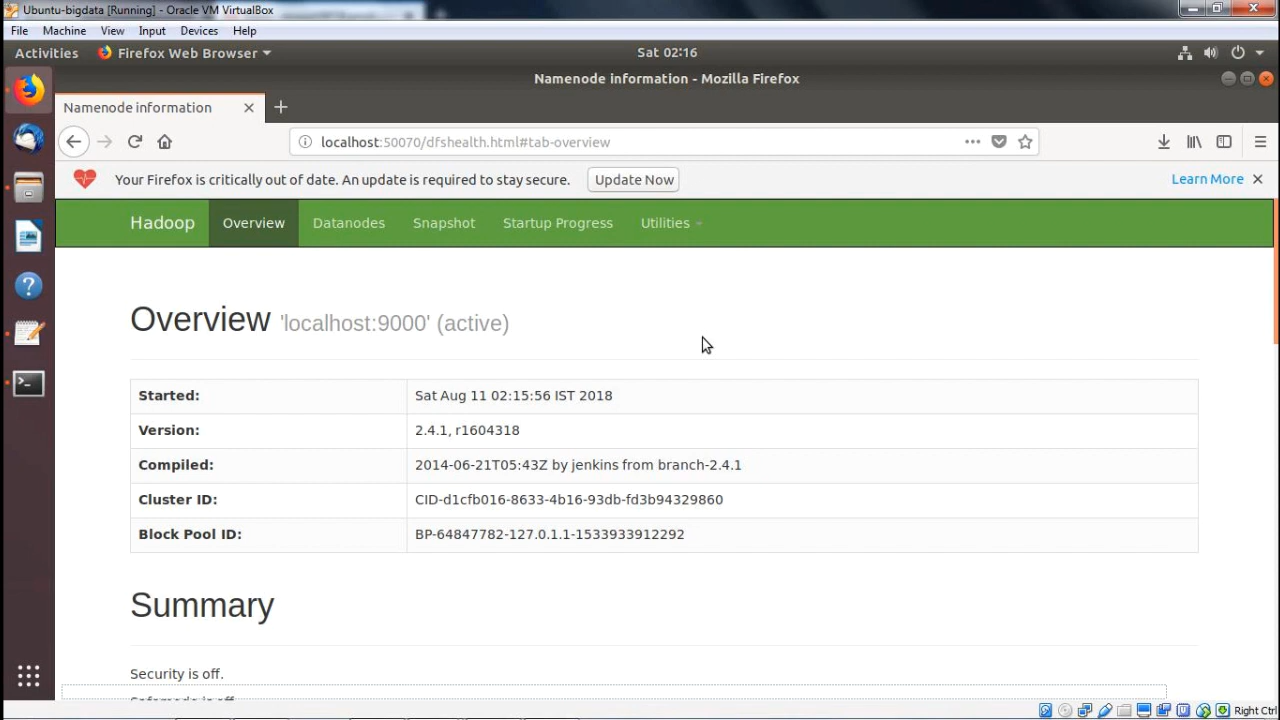 Ubuntu-bigdata [Running] - Oracle VM VirtualBox
File Machine View Input Devices Help
Activities Firefox Web Browser Sat 02:16
Namenode information - Mozilla Firefox
Namenode information
localhost:50070/dfshealth.html#tab-overview
Your Firefox is critically out of date. An update is required to stay secure. Update Now Learn More
Hadoop Overview Datanodes Snapshot Startup Progress Utilities
Overview 'localhost:9000' (active)
Started: Sat Aug 11 02:15:56 IST 2018
Version: 2.4.1, r1604318
Compiled: 2014-06-21T05:43Z by jenkins from branch-2.4.1
Cluster ID: CID-d1cfb016-8633-4b16-93db-fd3b94329860
Block Pool ID: BP-64847782-127.0.1.1-1533933912292
Summary
Security is off.
Safemode is off.
Right Ctrl